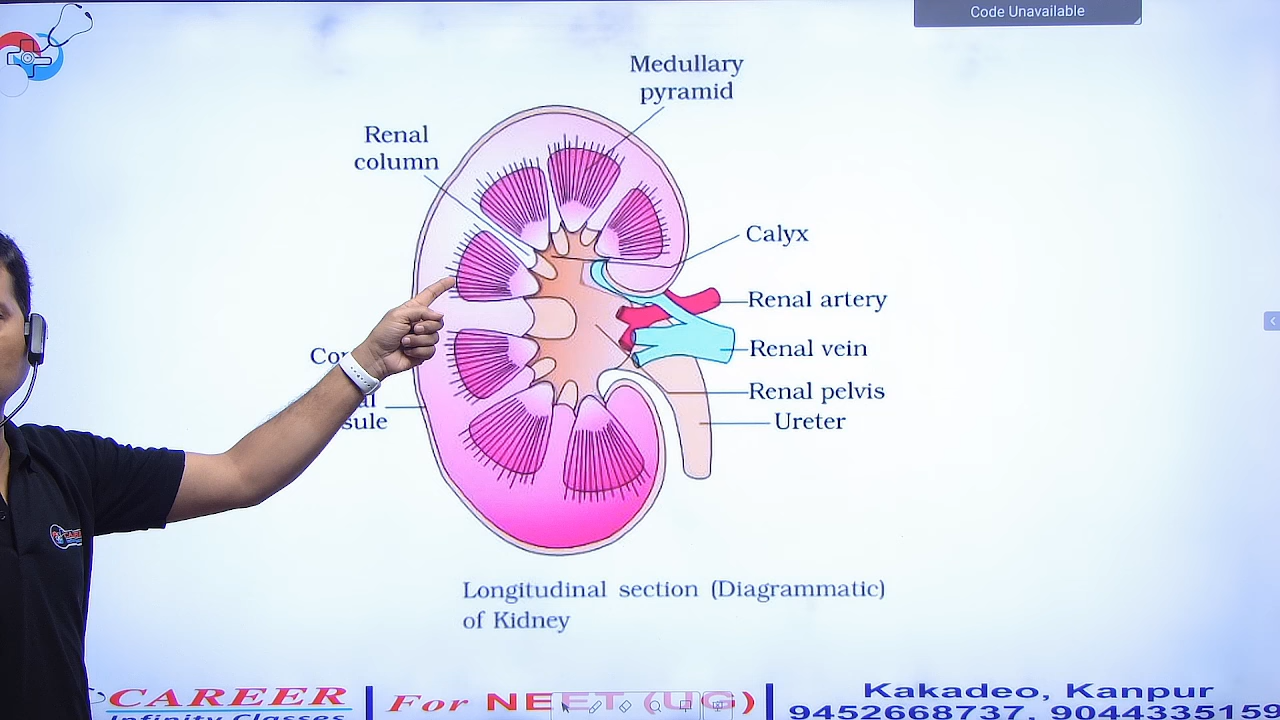 Code Unavailable
Medullary
pyramid
Renal
column
Calyx
Renal artery
Renal vein
Renal pelvis
Ureter
Longitudinal section (Diagrammatic)
of Kidney
CAREER
Infinity Classes
For NEET (UG)
Kakadeo, Kanpur
9452668737, 9044335159